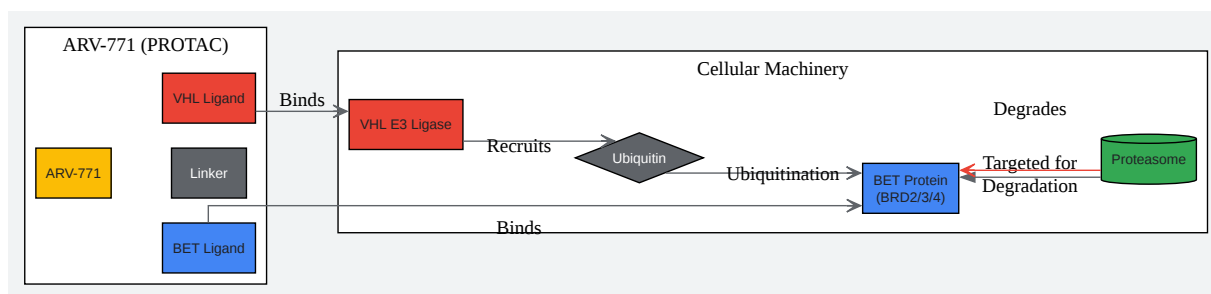 ARV-771 (PROTAC)
VHL Ligand
ARV-771
Linker
BET Ligand
Binds
Cellular Machinery
VHL E3 Ligase
Recruits
Ubiquitin
Ubiquitination
BET Protein
(BRD2/3/4)
Degrades
Targeted for
Degradation
Proteasome
Binds